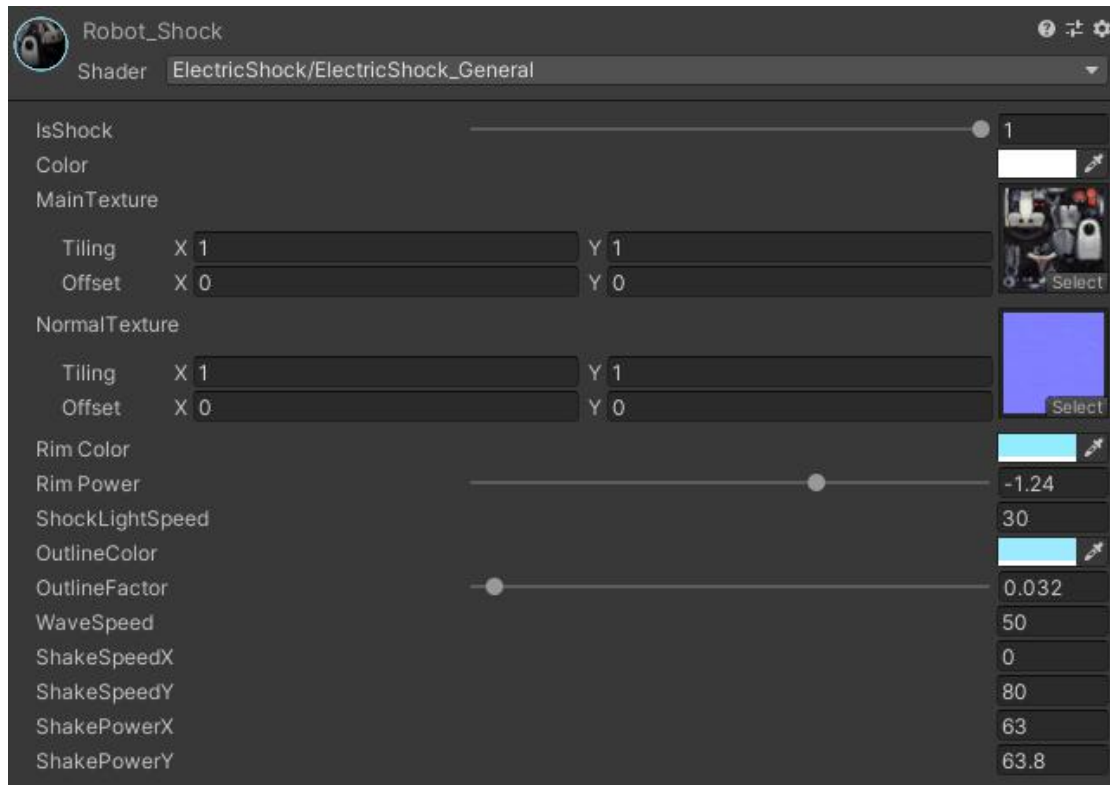 Robot_Shock
Shader ElectricShock/ElectricShock_General
IsShock 1
Color
MainTexture
Tiling X 1 Y 1
Offset X 0 Y 0
Select
NormalTexture
Tiling X 1 Y 1
Offset X 0 Y 0
Select
Rim Color
Rim Power -1.24
ShockLightSpeed 30
OutlineColor
OutlineFactor 0.032
WaveSpeed 50
ShakeSpeedX 0
ShakeSpeedY 80
ShakePowerX 63
ShakePowerY 63.8